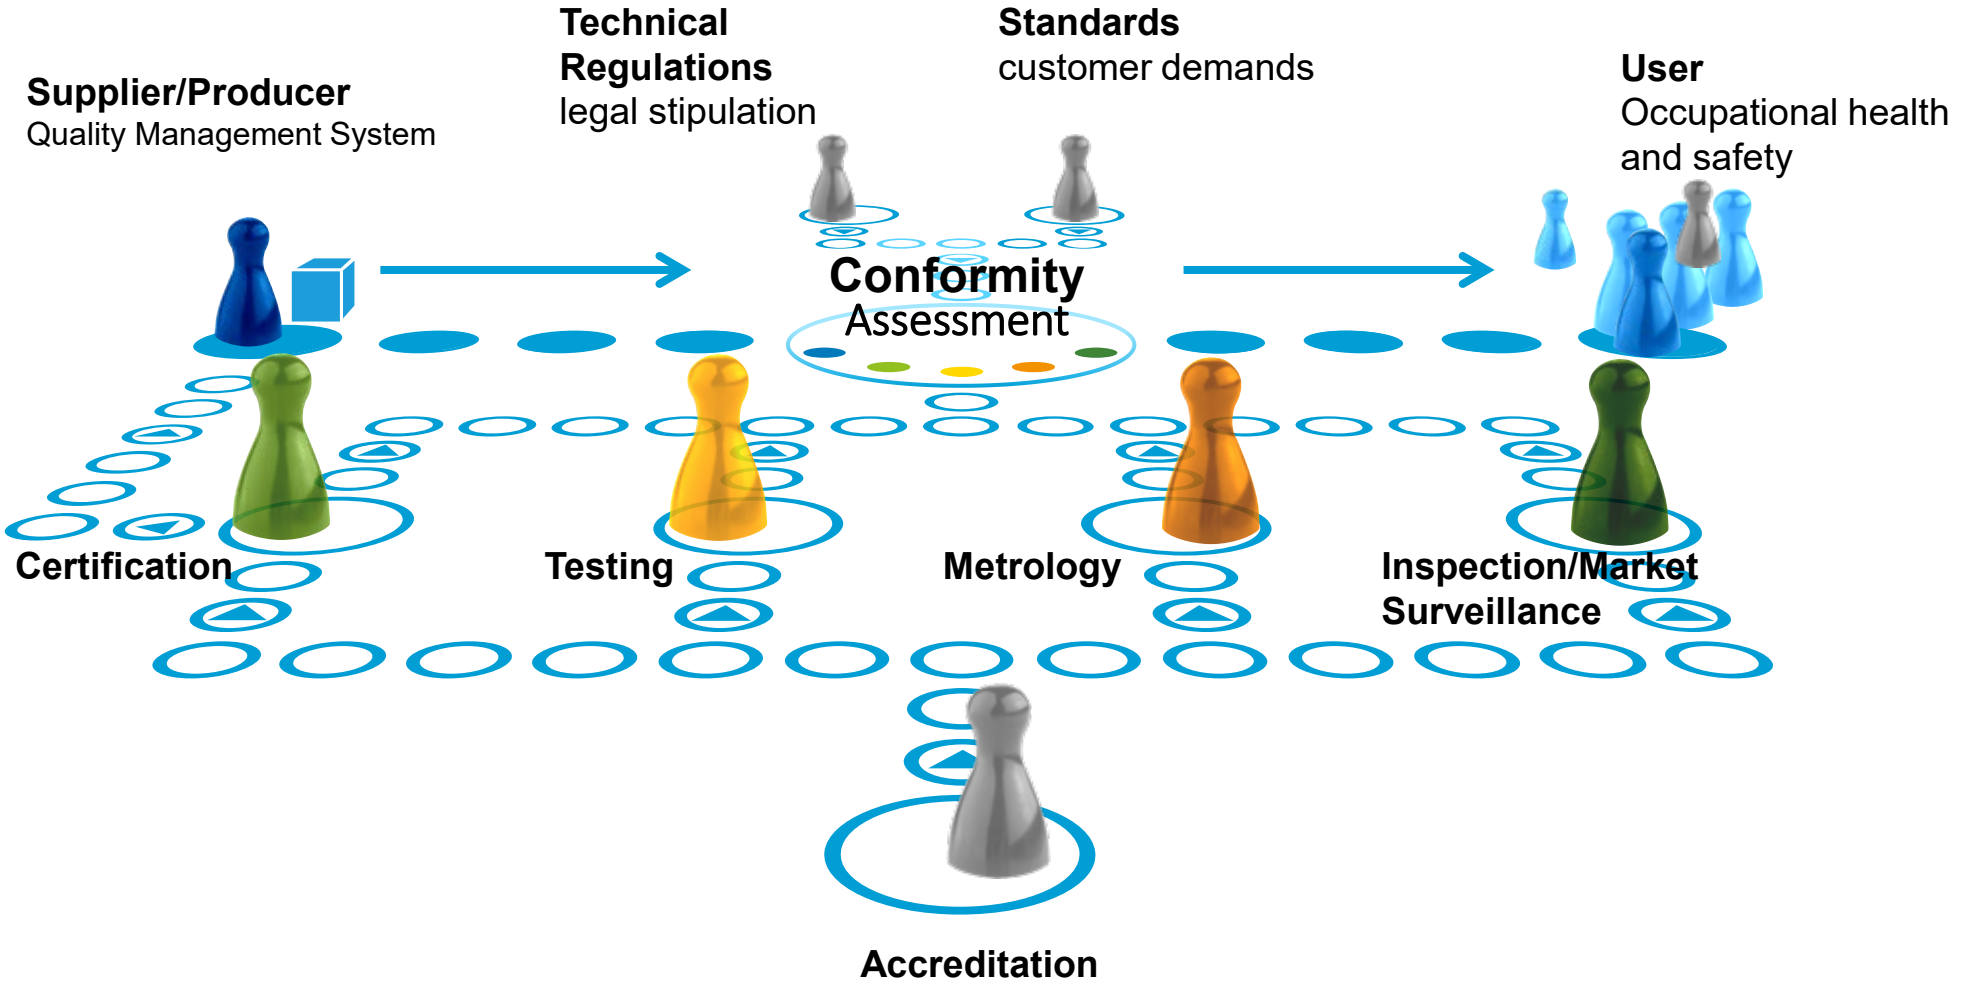 Technical
Regulations
legal stipulation
Standards
customer demands
User
Occupational health
and safety
Supplier/Producer
Quality Management System
Conformity
Assessment
Certification
Testing
Metrology
Inspection/Market
Surveillance
Accreditation